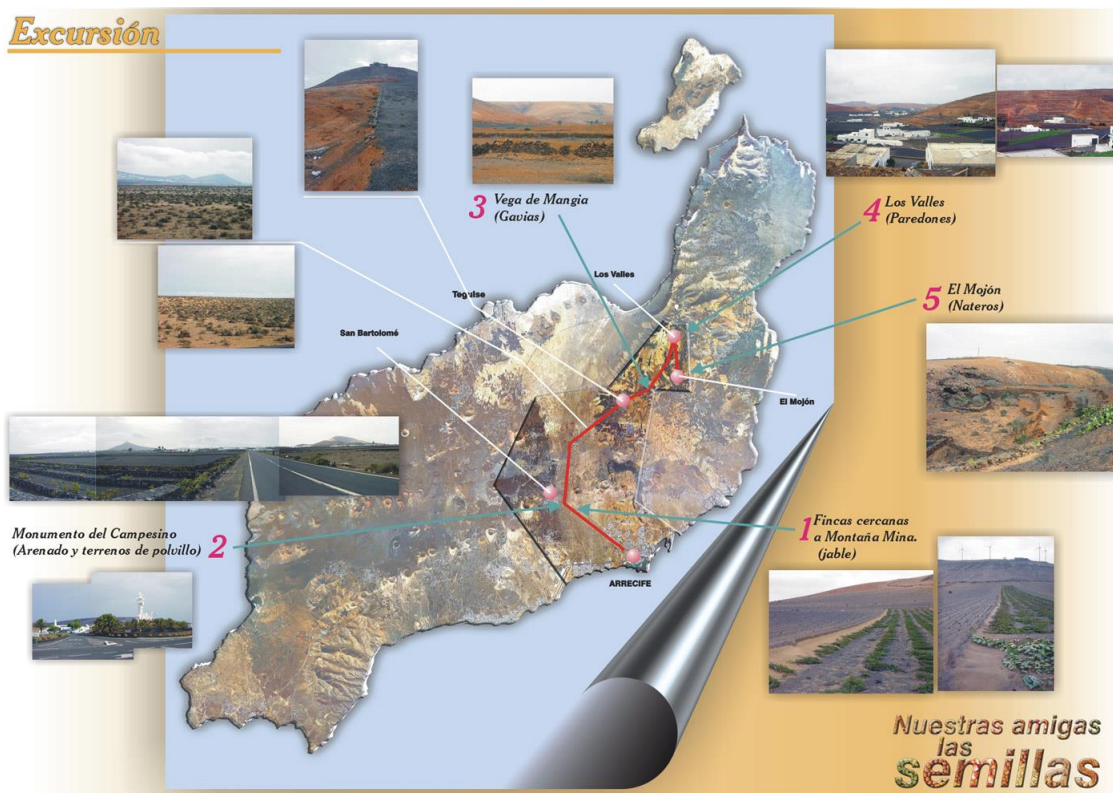 Excursión
3 Vega de Mangia
(Gavias)
4 Los Valles
(Paredones)
Los Valles
Teguise
5 El Mojón
(Nateros)
San Bartolomé
El Mojón
Monumento del Campesino
(Arenado y terrenos de polvillo) 2
1 Fincas cercanas
a Montaña Mina.
(jable)
ARRECIFE
Nuestras amigas
las
semillas